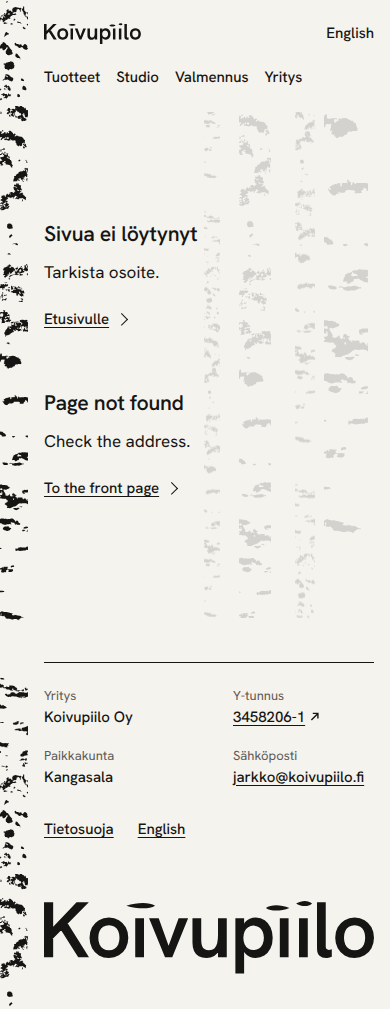 Koivupiilo
English
Tuotteet Studio Valmennus Yritys
Sivua ei löytynyt
Tarkista osoite.
Etusivulle
Page not found
Check the address.
To the front page
Yritys
Koivupiilo Oy
Y-tunnus
3458206-1
Paikkakunta
Kangasala
Sähköposti
jarkko@koivupiilo.fi
Tietosuoja English
Koivupiilo